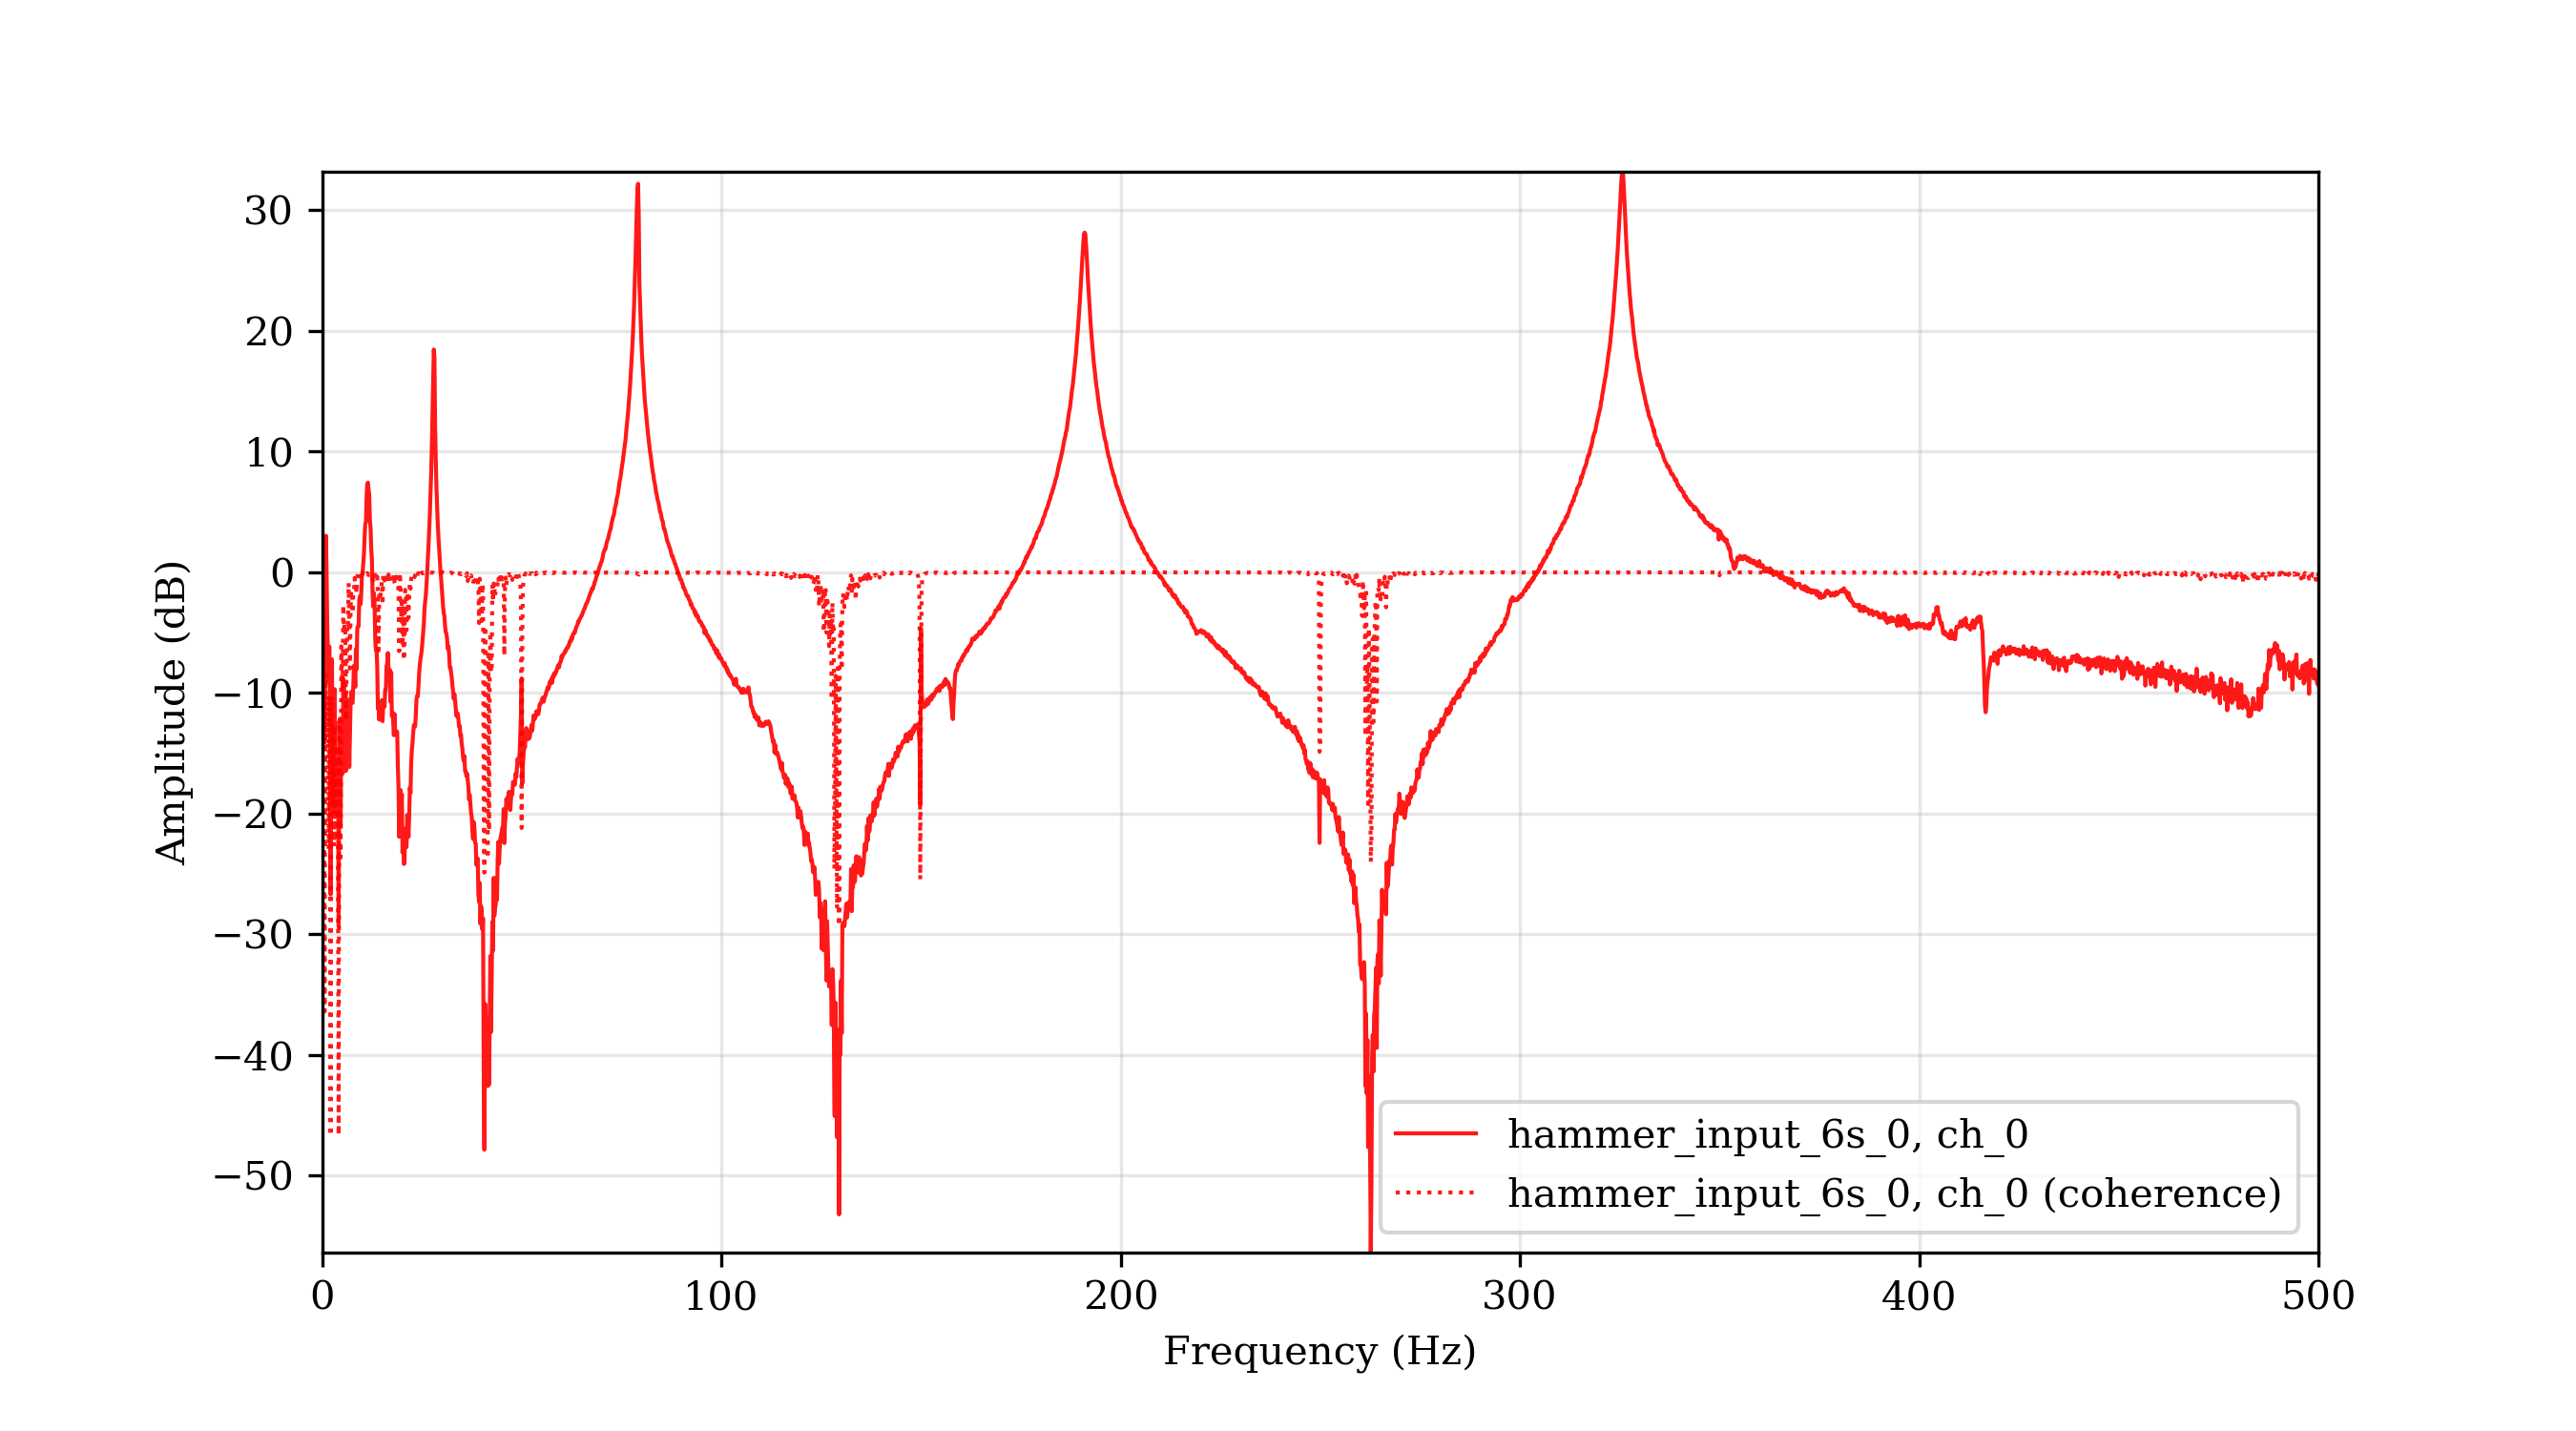 30
20
10
0
−10
−20
−30
−40
−50
Amplitude (dB)
hammer_input_6s_0, ch_0
hammer_input_6s_0, ch_0 (coherence)
0 100 200 300 400 500
Frequency (Hz)